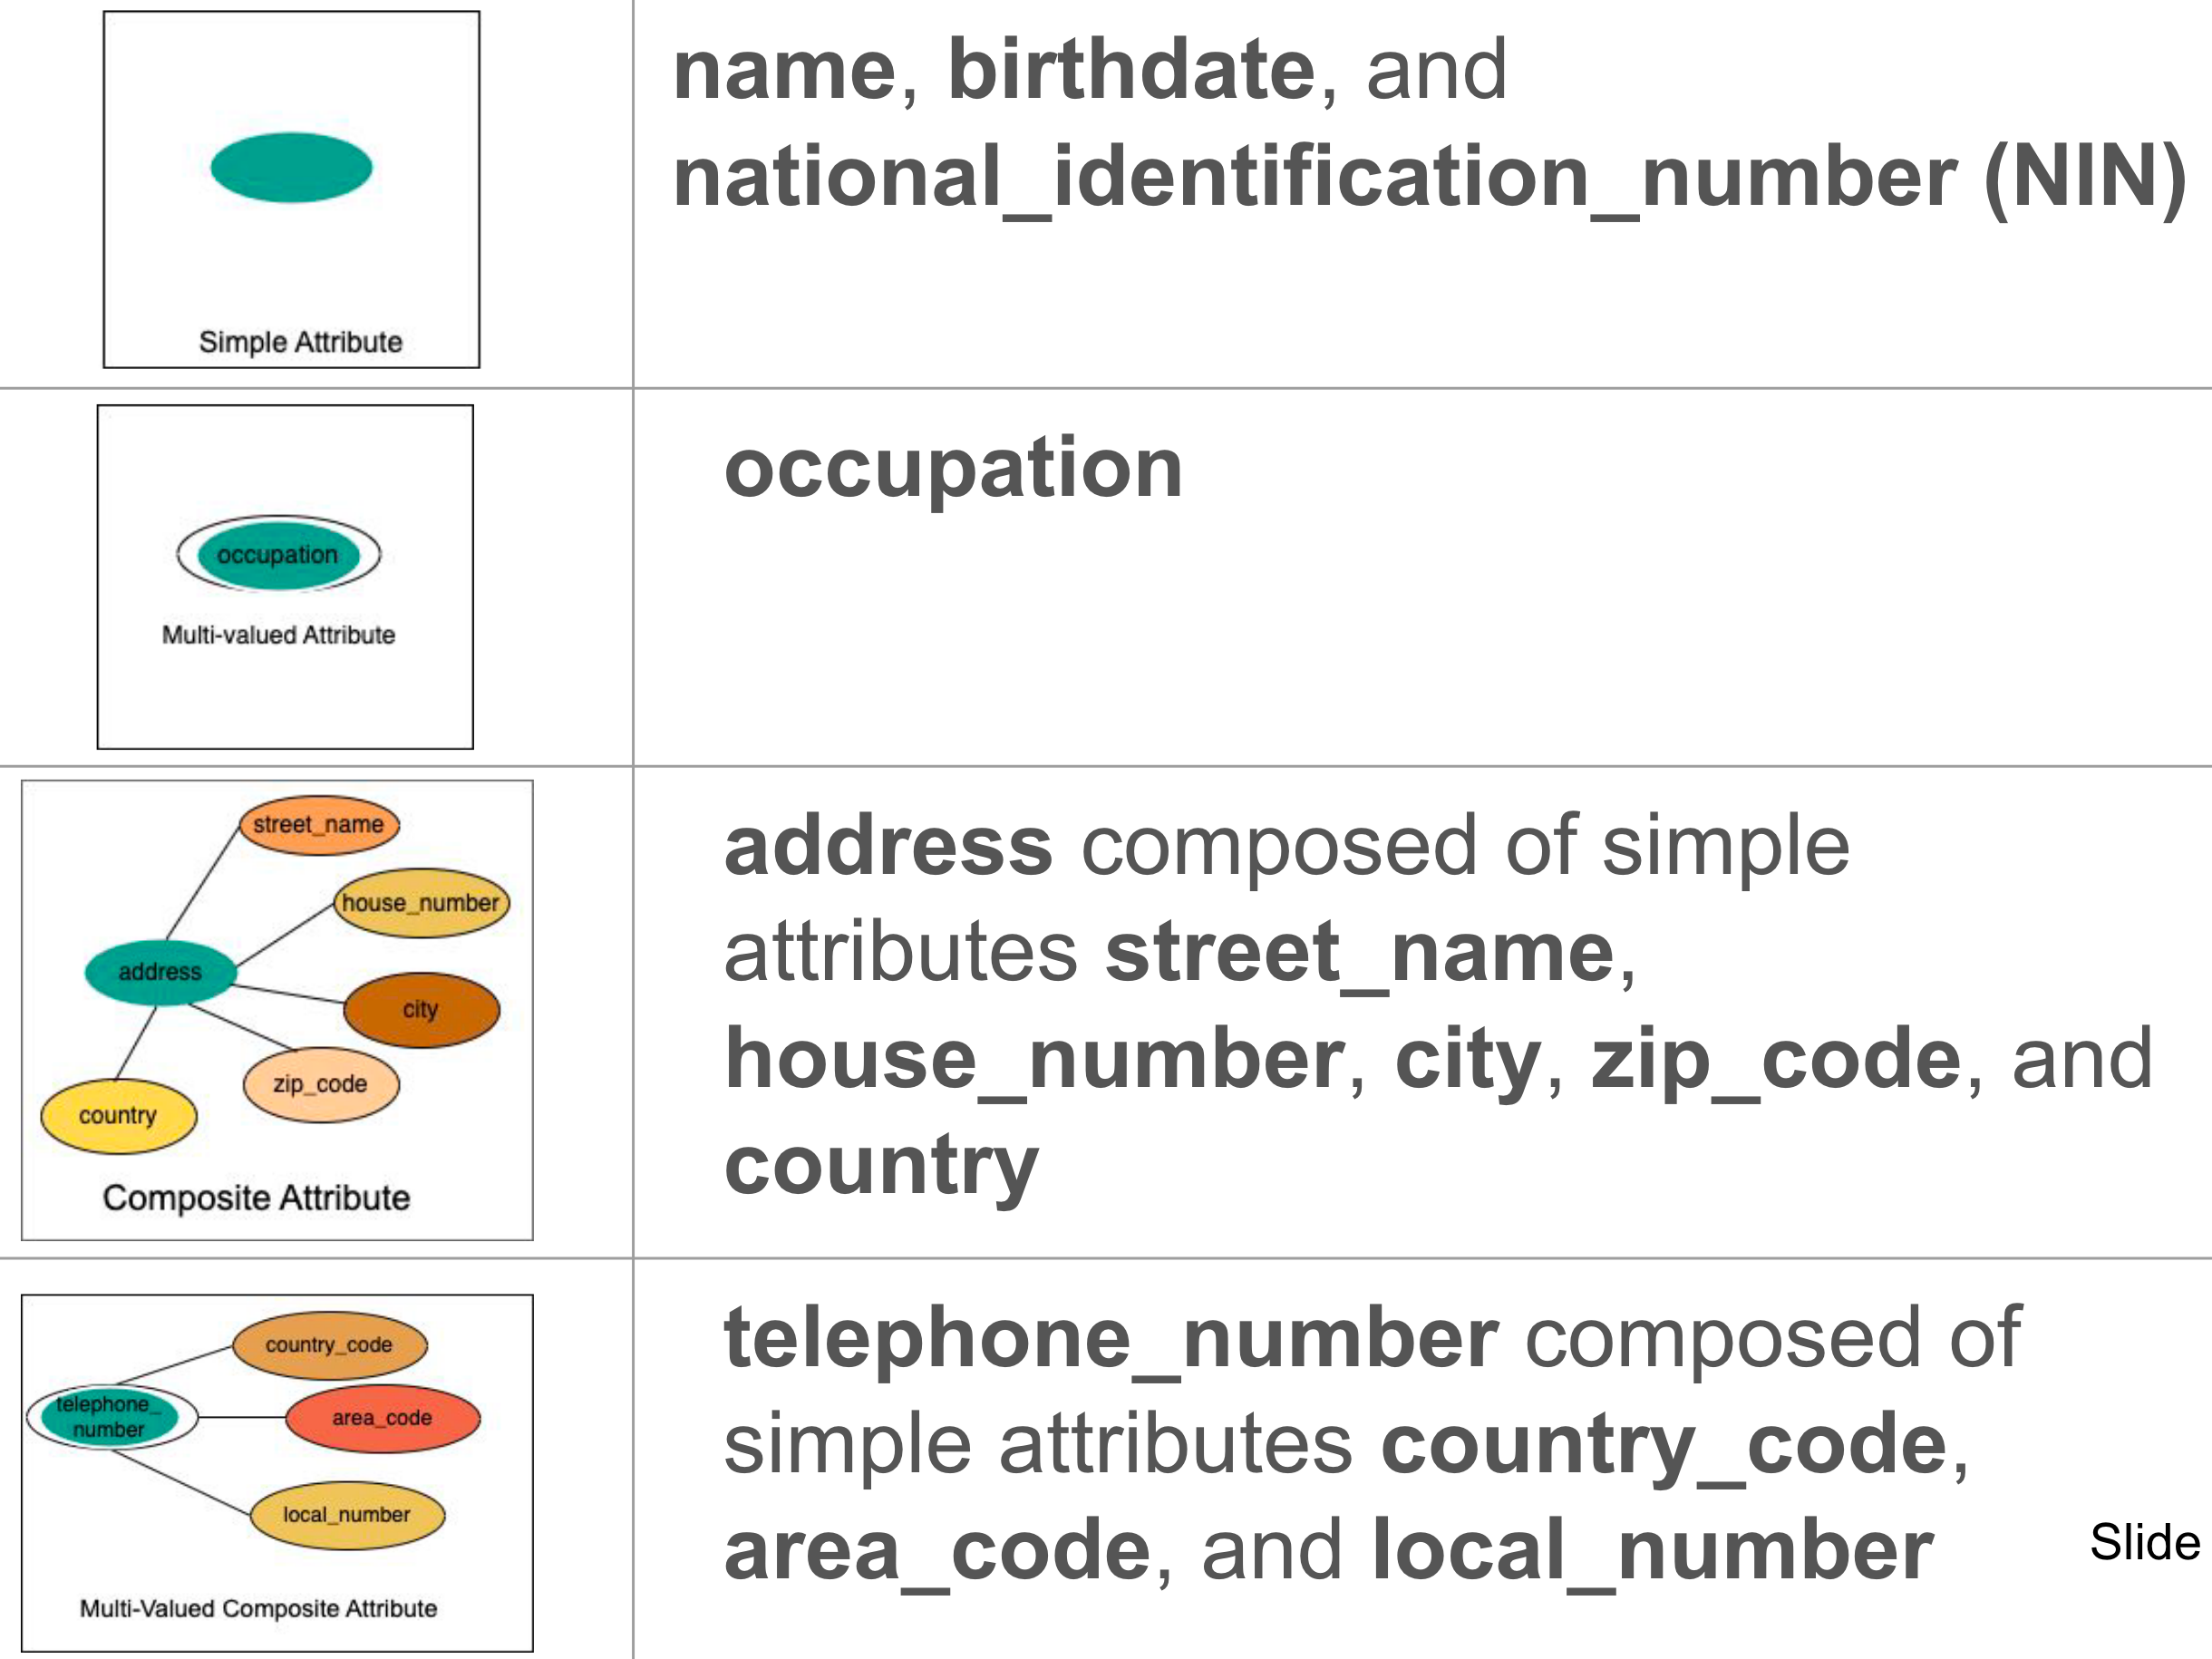 name, birthdate, and
national_identification_number (NIN)
Simple Attribute
occupation
occupation
Multi-valued Attribute
street_name
house_number
address
city
zip_code
country
Composite Attribute
address composed of simple
attributes street_name,
house_number, city, zip_code, and
country
country_code
telephone_
number
area_code
local_number
Multi-Valued Composite Attribute
telephone_number composed of
simple attributes country_code,
area_code, and local_number
Slide